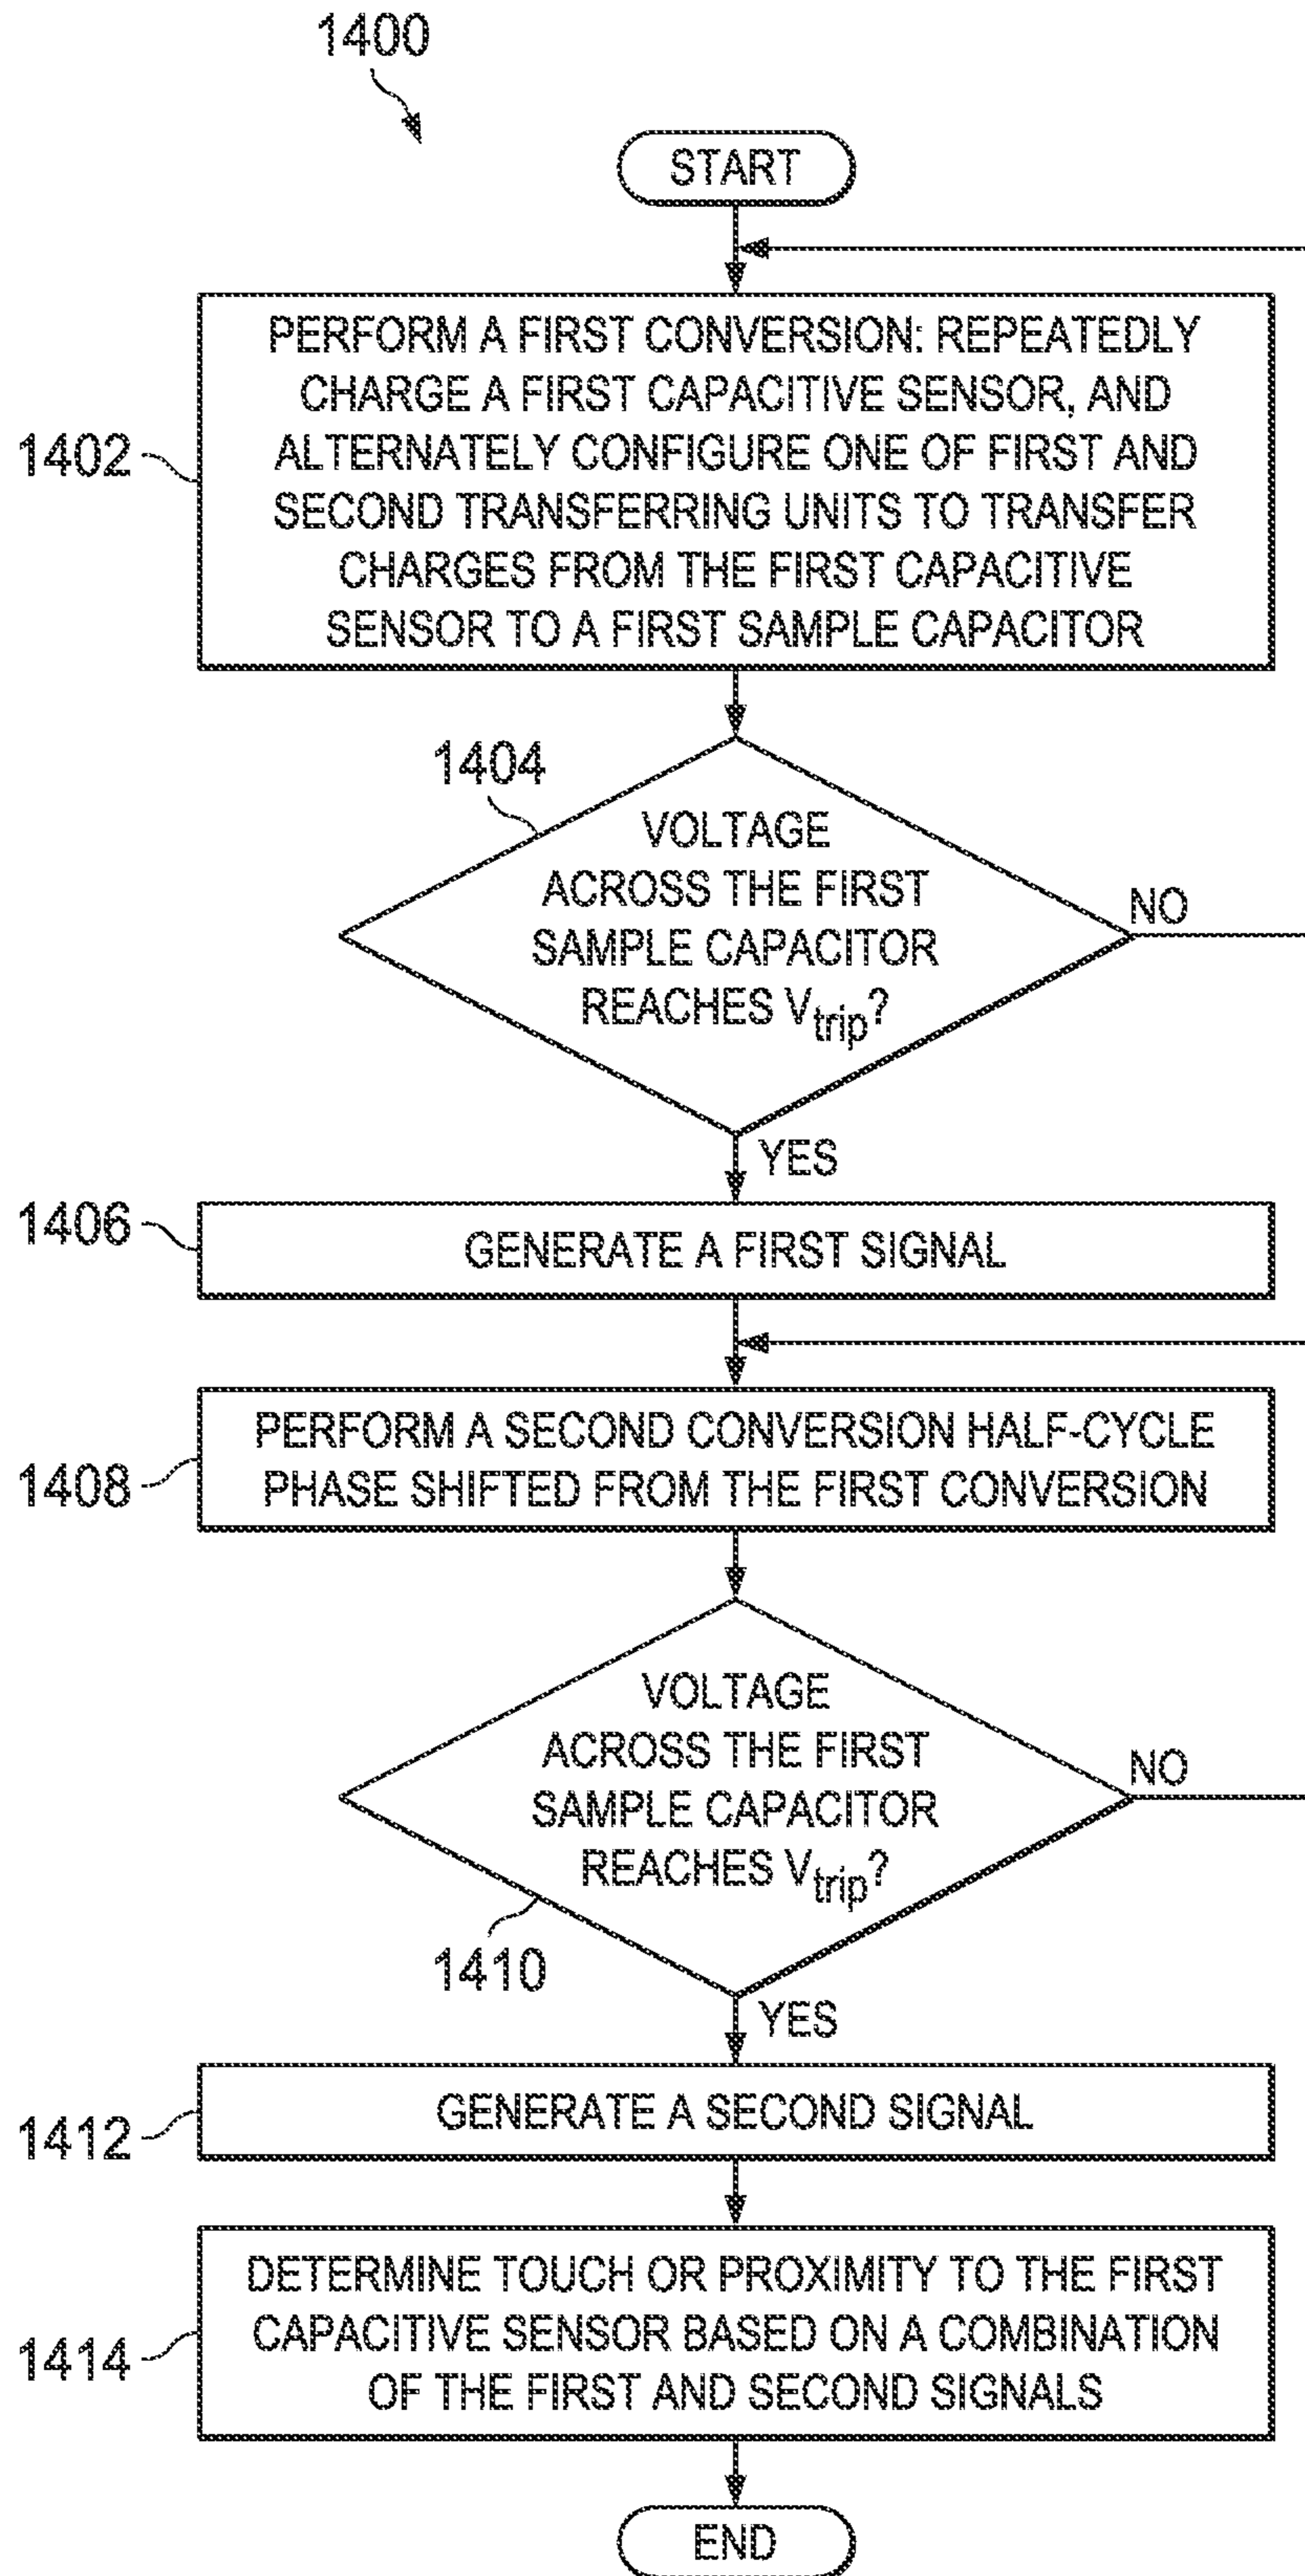 1400
START
1402
PERFORM A FIRST CONVERSION: REPEATEDLY
CHARGE A FIRST CAPACITIVE SENSOR, AND
ALTERNATELY CONFIGURE ONE OF FIRST AND
SECOND TRANSFERRING UNITS TO TRANSFER
CHARGES FROM THE FIRST CAPACITIVE
SENSOR TO A FIRST SAMPLE CAPACITOR
1404
VOLTAGE
ACROSS THE FIRST
SAMPLE CAPACITOR
REACHES Vtrip?
NO
YES
1406
GENERATE A FIRST SIGNAL
1408
PERFORM A SECOND CONVERSION HALF-CYCLE
PHASE SHIFTED FROM THE FIRST CONVERSION
VOLTAGE
ACROSS THE FIRST
SAMPLE CAPACITOR
REACHES Vtrip?
NO
1410
YES
1412
GENERATE A SECOND SIGNAL
1414
DETERMINE TOUCH OR PROXIMITY TO THE FIRST
CAPACITIVE SENSOR BASED ON A COMBINATION
OF THE FIRST AND SECOND SIGNALS
END